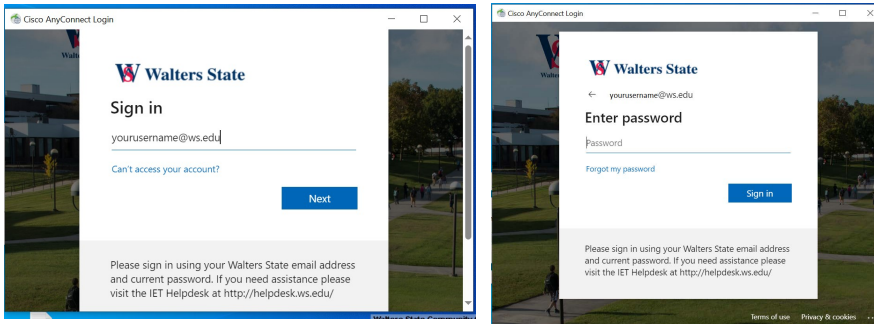 Cisco AnyConnect Login
Walters State
Sign in
yourusername@ws.edu
Can't access your account?
Next
Please sign in using your Walters State email address
and current password. If you need assistance please
visit the IET Helpdesk at http://helpdesk.ws.edu/
Cisco AnyConnect Login
Walters State
yourusername@ws.edu
Enter password
Password
Forgot my password
Sign in
Please sign in using your Walters State email address
and current password. If you need assistance please
visit the IET Helpdesk at http://helpdesk.ws.edu/
Terms of use Privacy & cookies